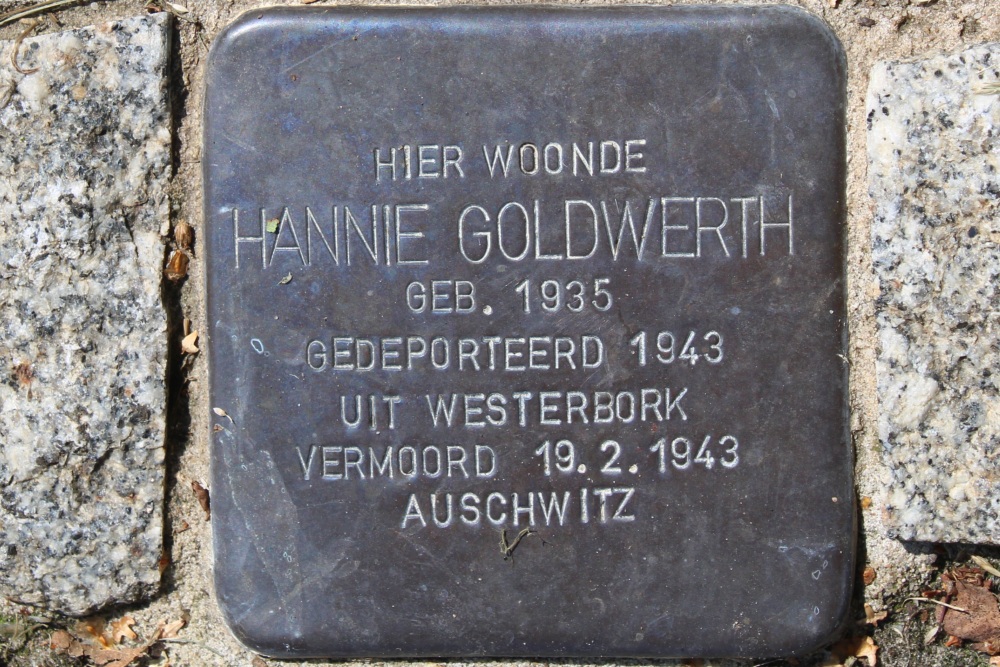 HIER WOONDE
HANNIE GOLDWERTH
GEB. 1935
GEDEPORTEERD 1943
UIT WESTERBORK
VERMOORD 19.2.1943
AUSCHWITZ